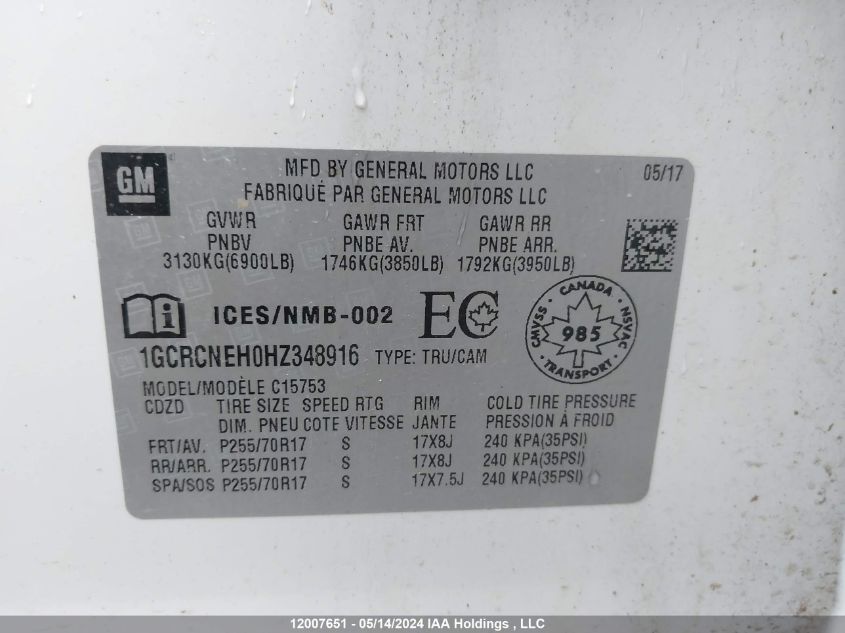 GM
MFD BY GENERAL MOTORS LLC 05/17
FABRIQUÉ PAR GENERAL MOTORS LLC
GVWR GAWR FRT GAWR RR
PNBV PNBE AV. PNBE ARR.
3130KG(6900LB) 1746KG(3850LB) 1792KG(3950LB)
i ICES/NMB-002 EC
CANADA
CMVSS 985 NSVAC
TRANSPORT
1GCRCNEH0HZ348916 TYPE: TRU/CAM
MODEL/MODÈLE C15753
CDZD TIRE SIZE SPEED RTG RIM COLD TIRE PRESSURE
DIM. PNEU COTE VITESSE JANTE PRESSION À FROID
FRT/AV. P255/70R17 S 17X8J 240 KPA(35PSI)
RR/ARR. P255/70R17 S 17X8J 240 KPA(35PSI)
SPA/SOS P255/70R17 S 17X7.5J 240 KPA(35PSI)
12007651 - 05/14/2024 IAA Holdings , LLC